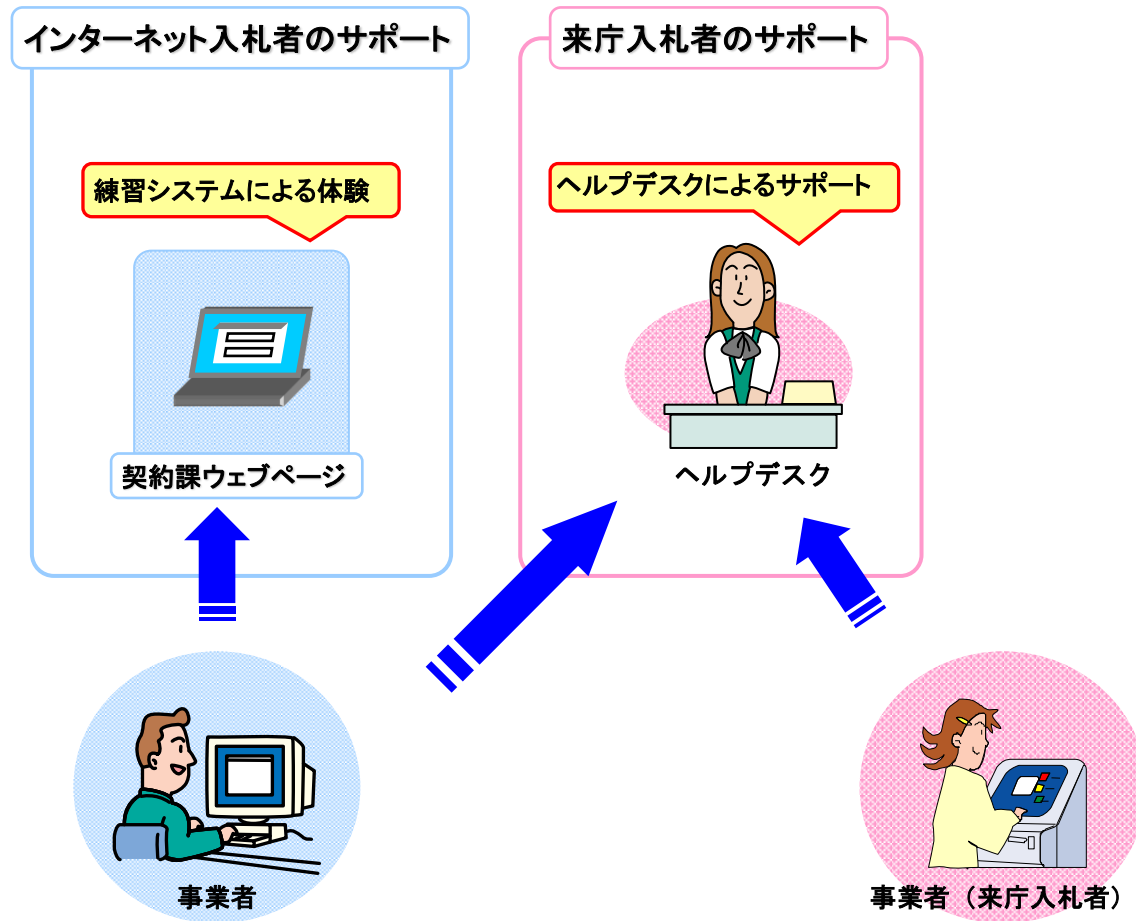 インターネット入札者のサポート
来庁入札者のサポート
練習システムによる体験
ヘルプデスクによるサポート
契約課ウェブページ
ヘルプデスク
事業者
事業者（来庁入札者）